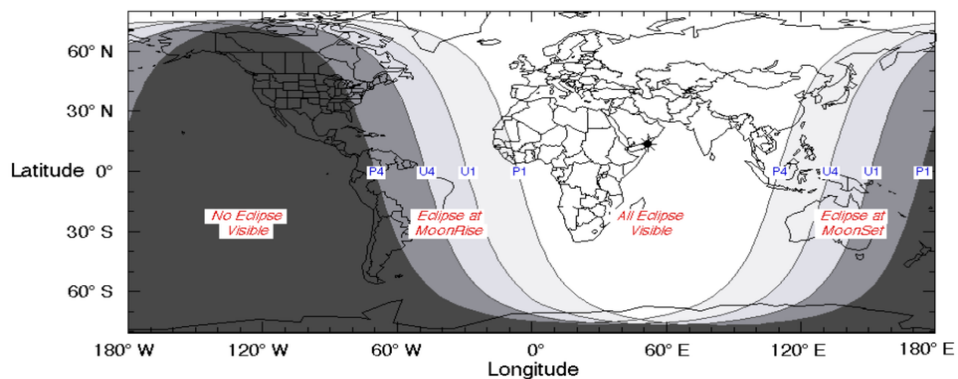 60° N
30° N
Latitude 0°
30° S
60° S
P4 U4 U1 P1 P4 U4 U1 P1
No Eclipse
Visible
Eclipse at
MoonRise
All Eclipse
Visible
Eclipse at
MoonSet
180° W 120° W 60° W 0° 60° E 120° E 180° E
Longitude